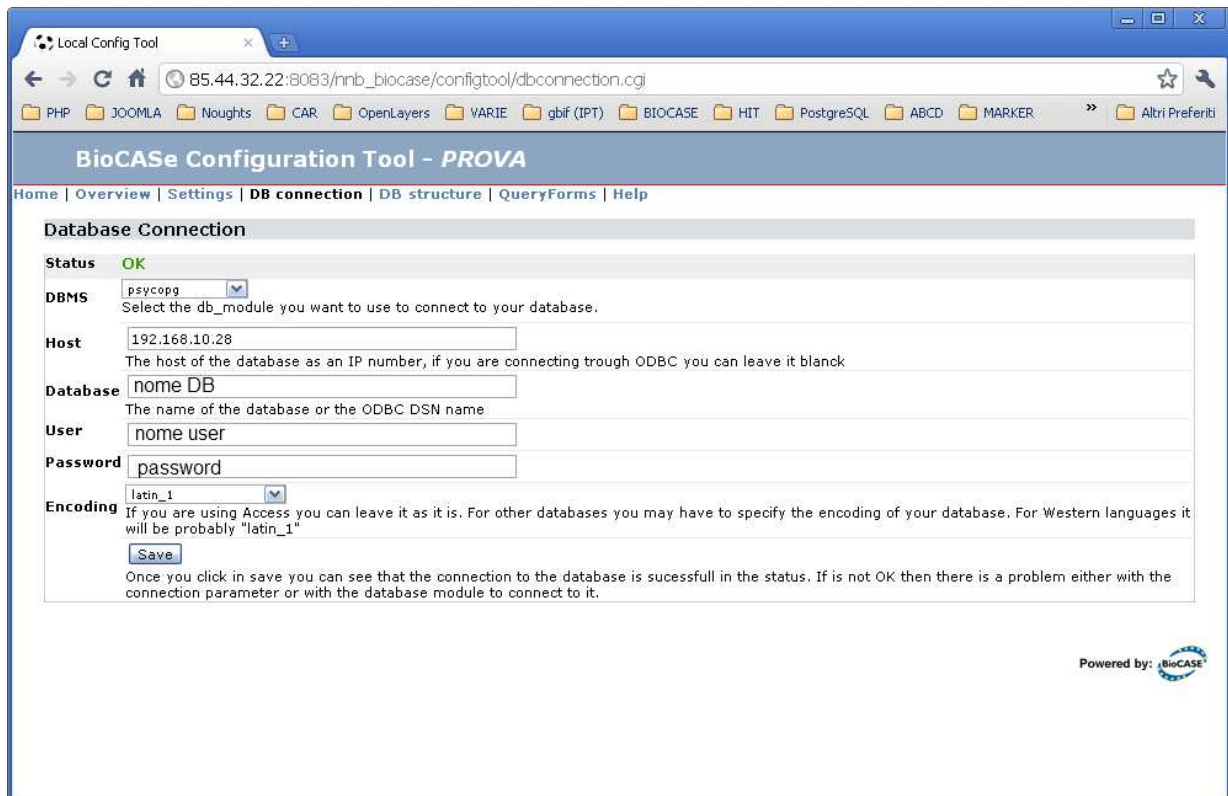 Local Config Tool
85.44.32.22:8083/nnb_biocase/configtool/dbconnection.cgi
PHP JOOMLA Noughts CAR OpenLayers VARIE gbif (IPT) BIOCASE HIT PostgreSQL ABCD MARKER » Altri Preferiti
BioCASe Configuration Tool - PROVA
Home | Overview | Settings | DB connection | DB structure | QueryForms | Help
Database Connection
Status OK
DBMS psycopg
Select the db_module you want to use to connect to your database.
Host 192.168.10.28
The host of the database as an IP number, if you are connecting trough ODBC you can leave it blanck
Database nome DB
The name of the database or the ODBC DSN name
User nome user
Password password
Encoding latin_1
If you are using Access you can leave it as it is. For other databases you may have to specify the encoding of your database. For Western languages it
will be probably "latin_1"
Save
Once you click in save you can see that the connection to the database is sucessfull in the status. If is not OK then there is a problem either with the
connection parameter or with the database module to connect to it.
Powered by: BioCASE